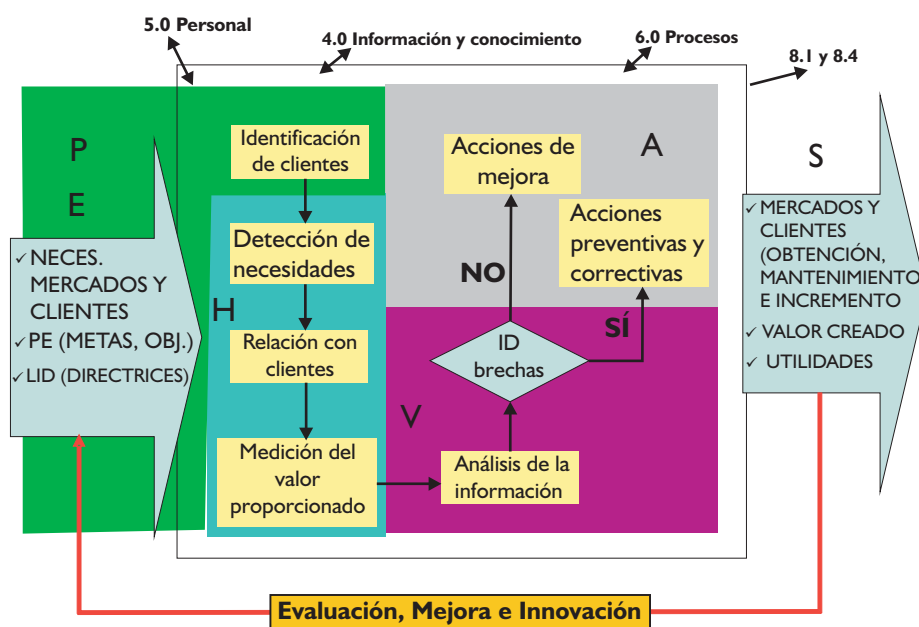 5.0 Personal
4.0 Información y conocimiento
6.0 Procesos
8.1 y 8.4
P
E
✓ NECES.
MERCADOS Y
CLIENTES
✓ PE (METAS, OBJ.)
✓ LID (DIRECTRICES)
Identificación
de clientes
H
Detección de
necesidades
Relación con
clientes
Medición del
valor
proporcionado
V
Análisis de la
información
ID
brechas
NO
SÍ
A
Acciones de
mejora
Acciones
preventivas y
correctivas
S
✓ MERCADOS Y
CLIENTES
(OBTENCIÓN,
MANTENIMIENTO
E INCREMENTO
✓ VALOR CREADO
✓ UTILIDADES
Evaluación, Mejora e Innovación